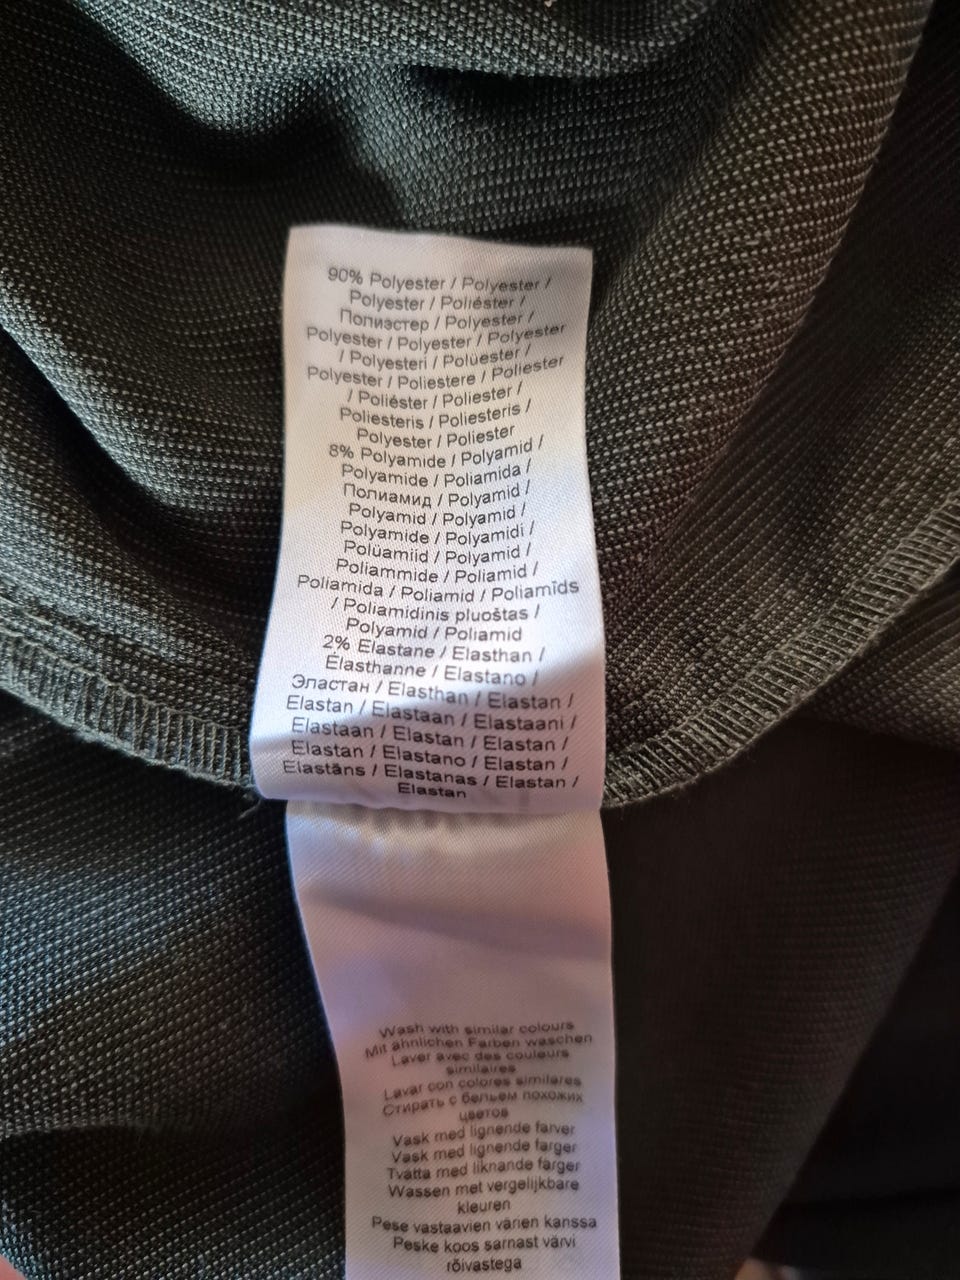 90% Polyester / Polyester /
Polyester / Poliéster /
Полиэстер / Polyester /
Polyester / Polyester / Polyester
/ Polyesteri / Polüester /
Polyester / Poliestere / Poliester
/ Poliéster / Poliester /
Poliesteris / Poliesteris /
Polyester / Poliester
8% Polyamide / Polyamid /
Polyamide / Poliamida /
Полиамид / Polyamid /
Polyamid / Polyamid /
Polyamide / Polyamidi /
Polüamiid / Polyamid /
Poliammide / Poliamid /
Poliamida / Poliamid / Poliamīds
/ Poliamidinis pluoštas /
Polyamid / Poliamid
2% Elastane / Elasthan /
Élasthanne / Elastano /
Эластан / Elasthan / Elastan /
Elastan / Elastaan / Elastaani /
Elastaan / Elastan / Elastan /
Elastan / Elastano / Elastan /
Elastāns / Elastanas / Elastan /
Elastan
Wash with similar colours
Mit ähnlichen Farben waschen
Laver avec des couleurs
similaires
Lavar con colores similares
Стирать с бельем похожих
цветов
Vask med lignende farver
Vask med lignende farger
Tvätta med liknande färger
Wassen met vergelijkbare
kleuren
Pese vastaavien värien kanssa
Peske koos sarnast värvi
rõivastega